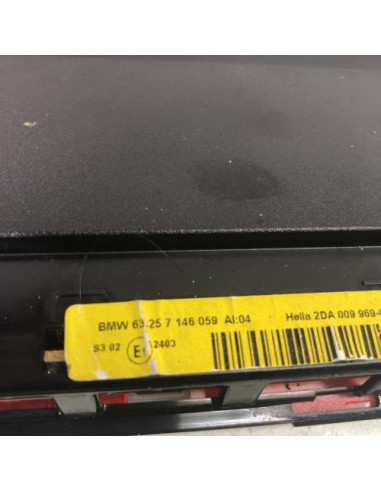 BMW 63.25 7 146 059 AI:04 Hella 2DA 009 969-
S3 02 E1 2403